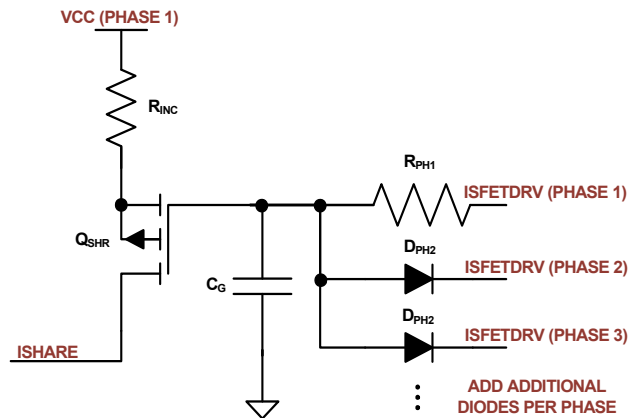 VCC (PHASE 1)
RINC
RPH1
ISFETDRV (PHASE 1)
QSHR
DPH2
ISFETDRV (PHASE 2)
CG
DPH2
ISFETDRV (PHASE 3)
ISHARE
ADD ADDITIONAL
DIODES PER PHASE